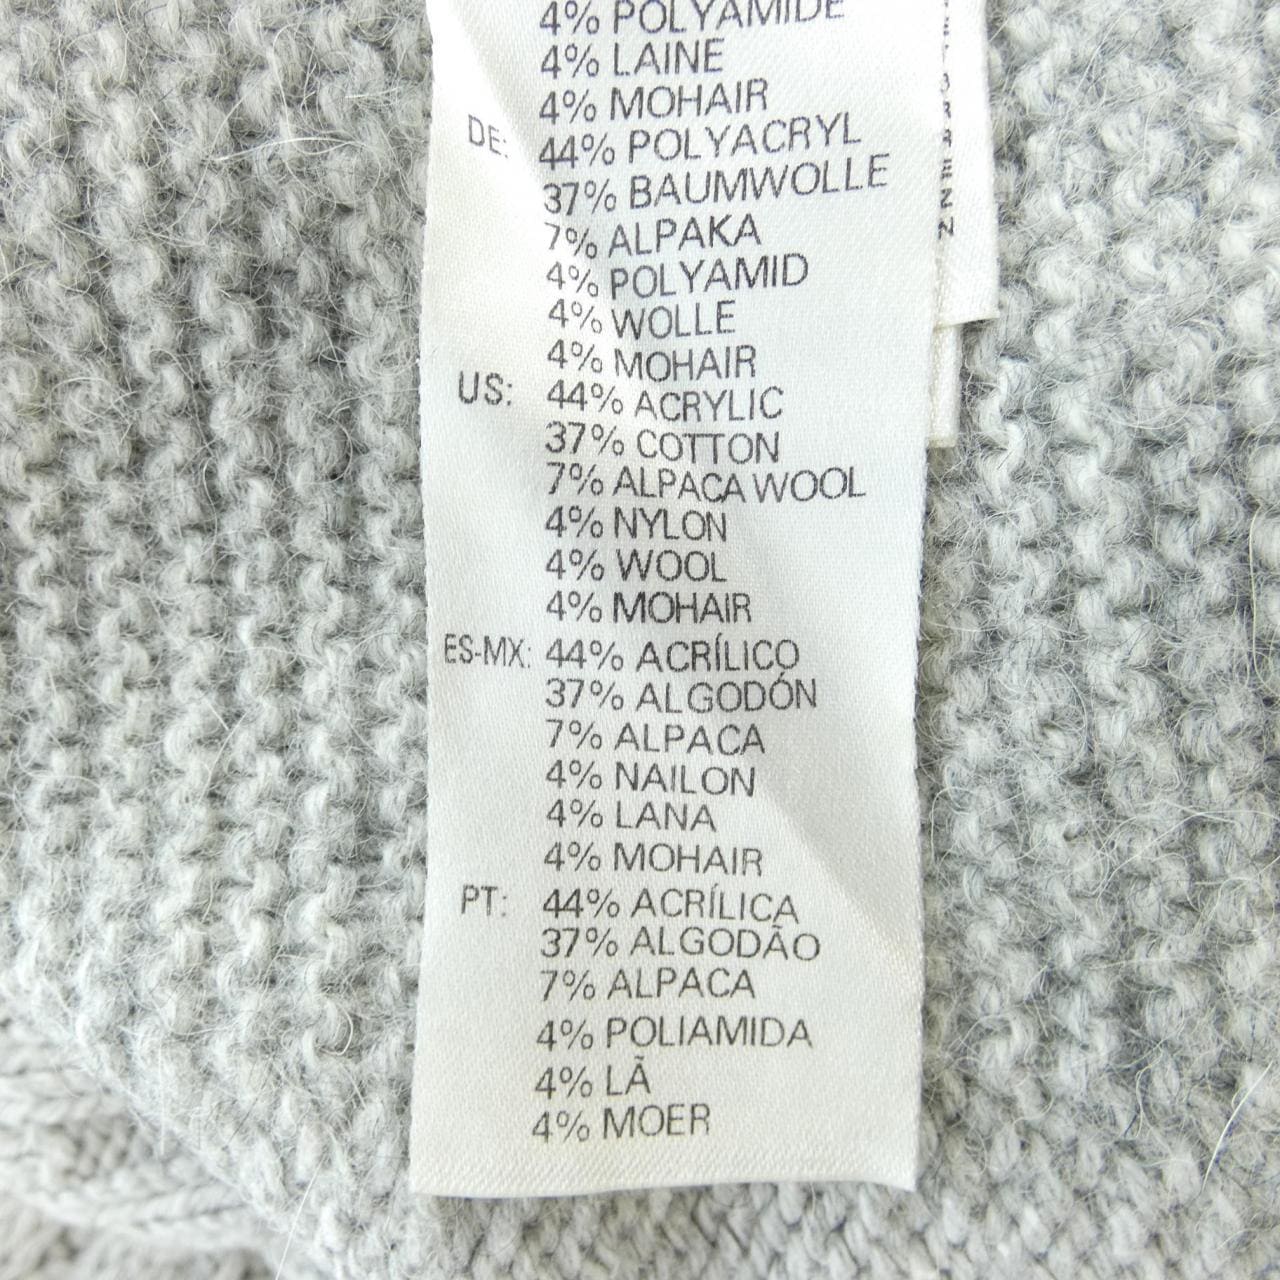 4% POLYAMIDE
4% LAINE
4% MOHAIR
DE: 44% POLYACRYL
37% BAUMWOLLE
7% ALPAKA
4% POLYAMID
4% WOLLE
4% MOHAIR
US: 44% ACRYLIC
37% COTTON
7% ALPACA WOOL
4% NYLON
4% WOOL
4% MOHAIR
ES-MX: 44% ACRÍLICO
37% ALGODÓN
7% ALPACA
4% NAILON
4% LANA
4% MOHAIR
PT: 44% ACRÍLICA
37% ALGODÃO
7% ALPACA
4% POLIAMIDA
4% LÃ
4% MOER